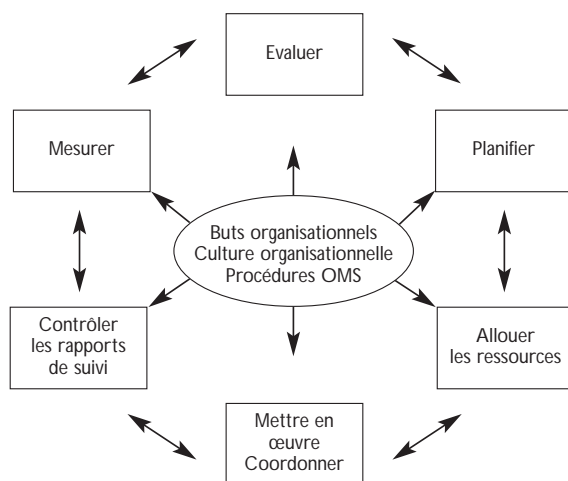 Evaluer
Mesurer
Planifier
Buts organisationnels
Culture organisationnelle
Procédures OMS
Contrôler
les rapports
de suivi
Allouer
les ressources
Mettre en
œuvre
Coordonner